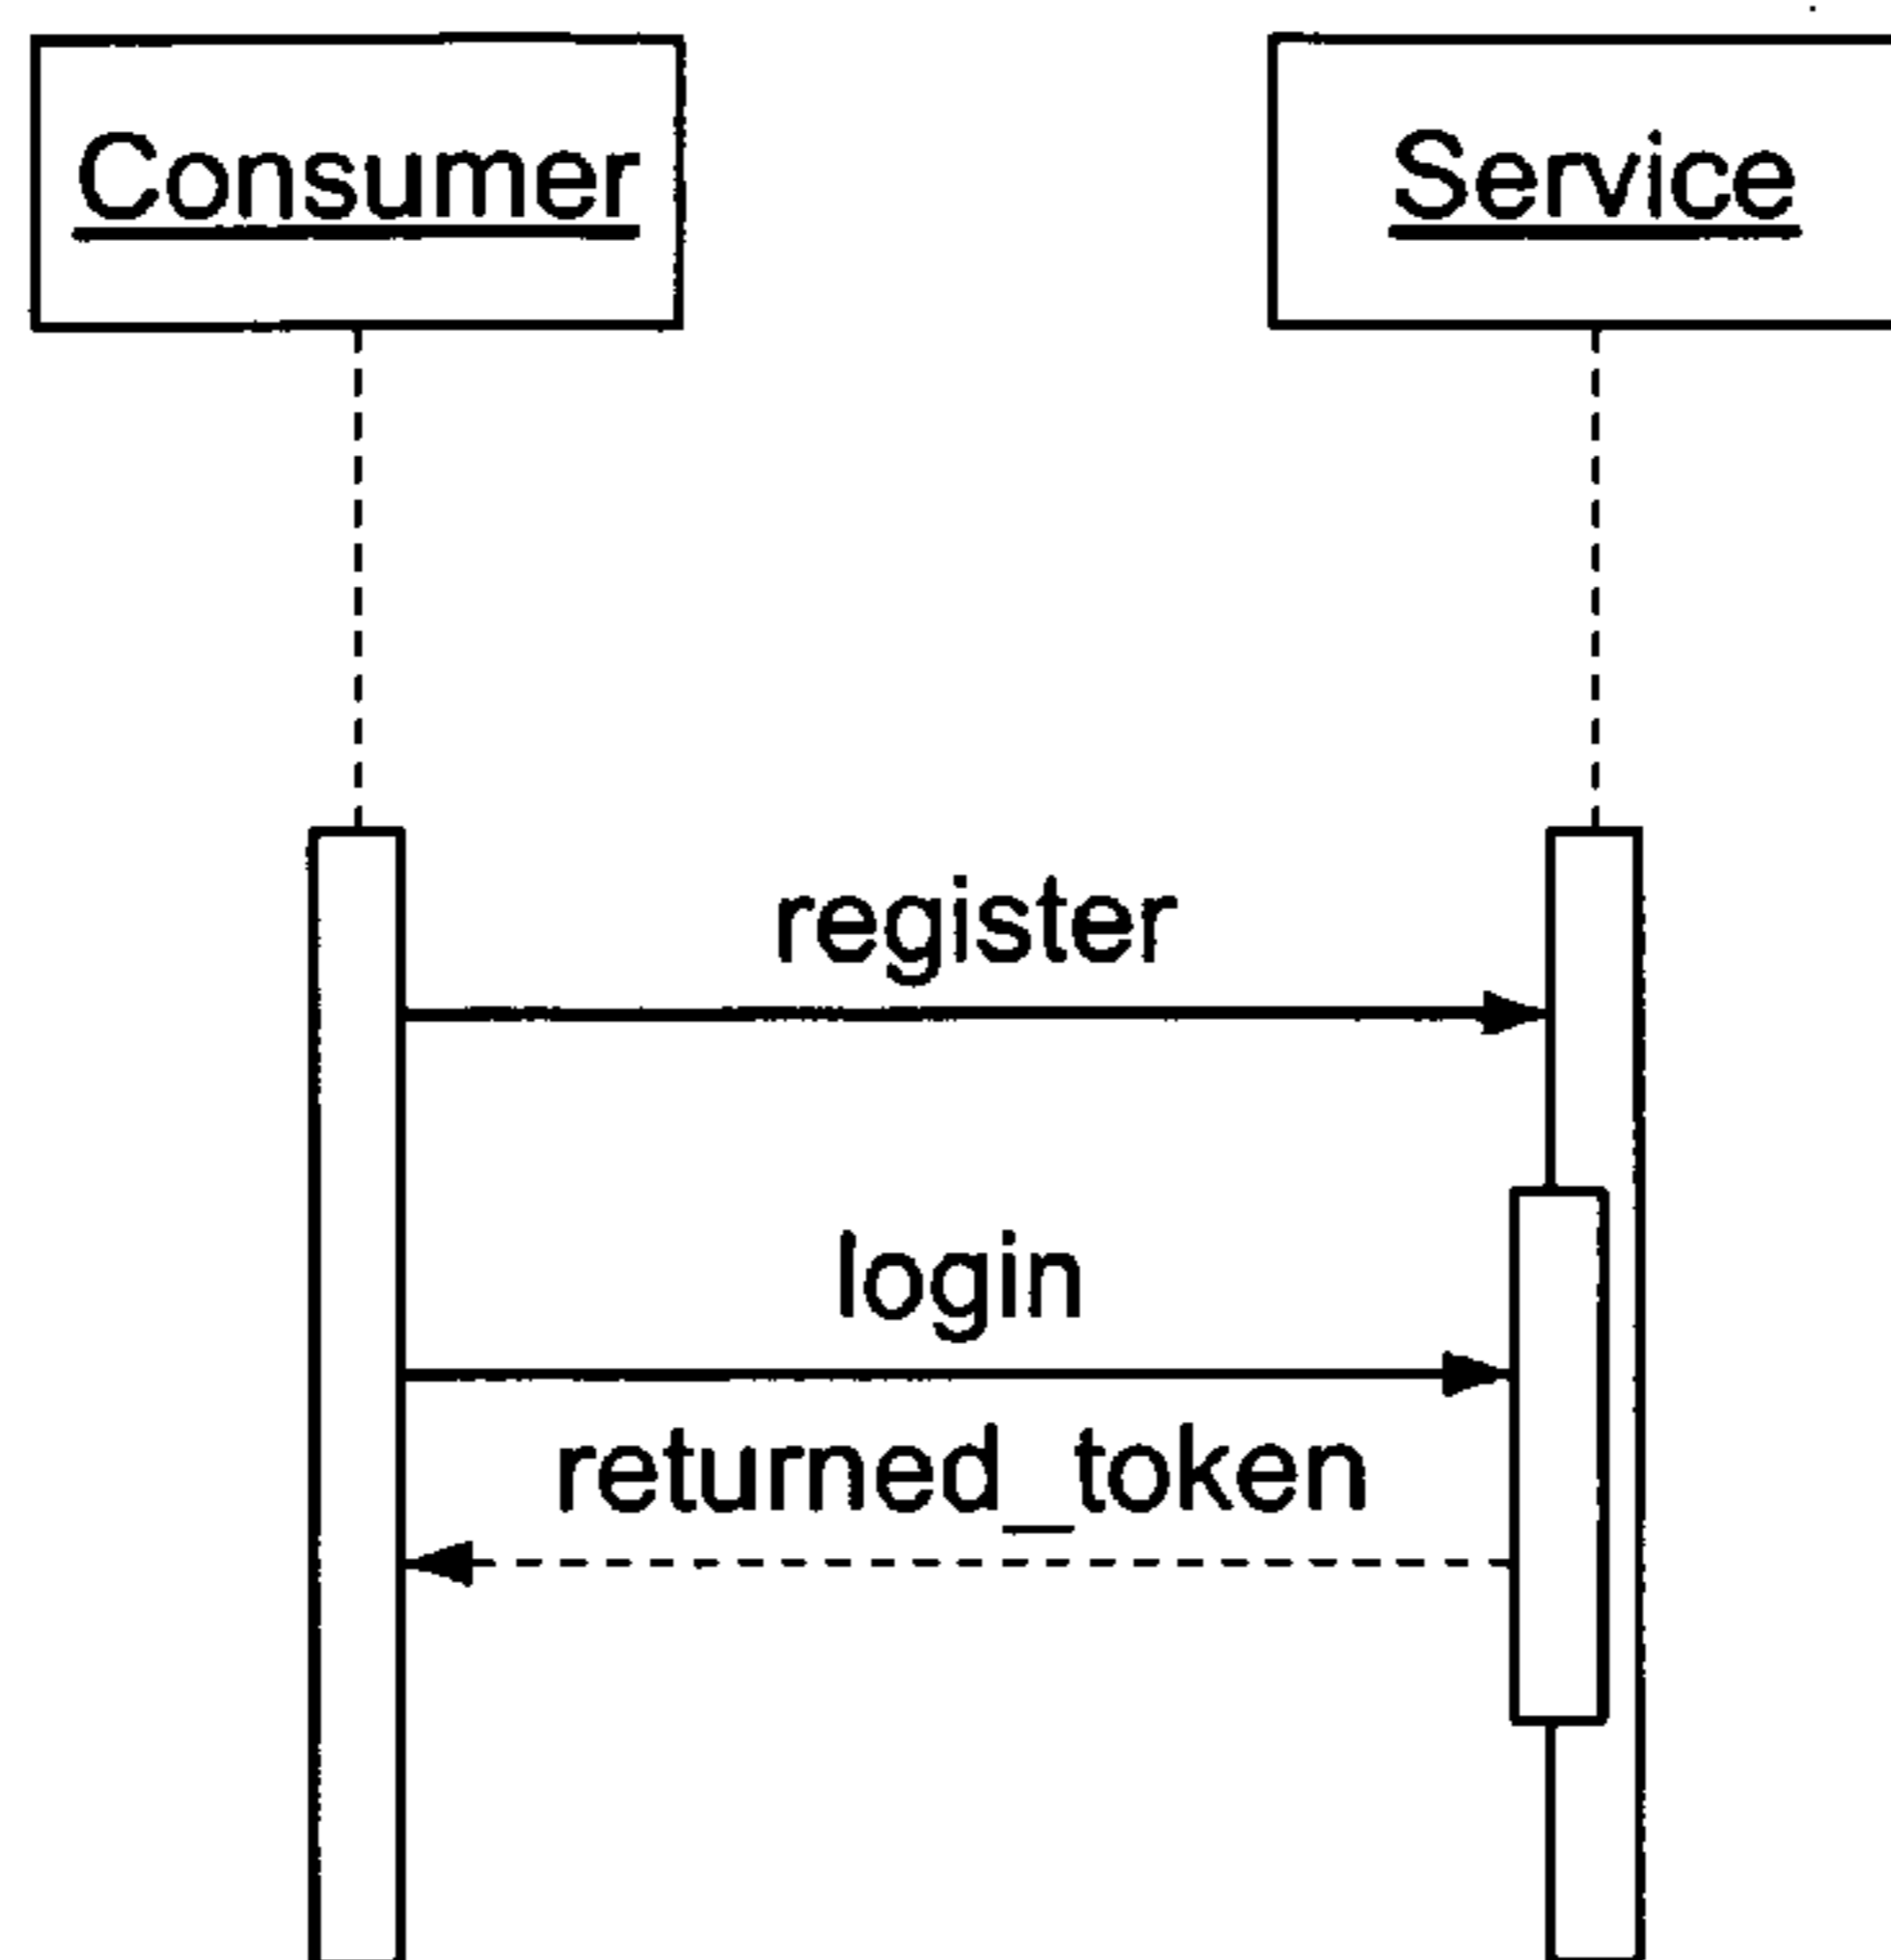 Consumer
Service
register
login
returned_token